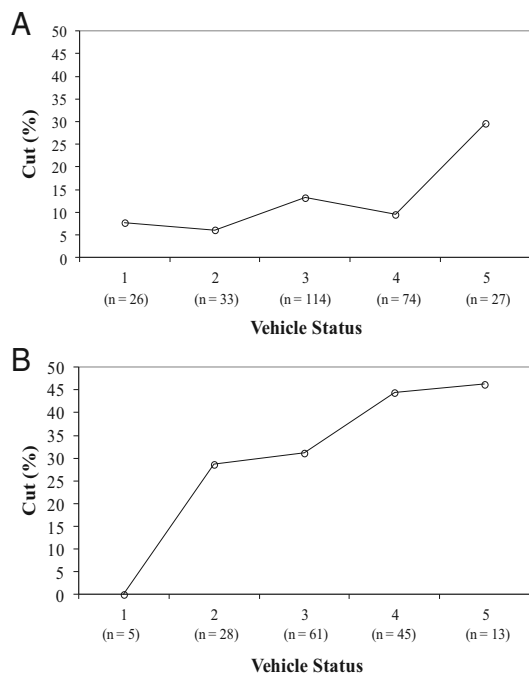 A
50
45
40
35
30
25
20
15
10
5
0
Cut (%)
1 2 3 4 5
(n = 26) (n = 33) (n = 114) (n = 74) (n = 27)
Vehicle Status
B
50
45
40
35
30
25
20
15
10
5
0
Cut (%)
1 2 3 4 5
(n = 5) (n = 28) (n = 61) (n = 45) (n = 13)
Vehicle Status